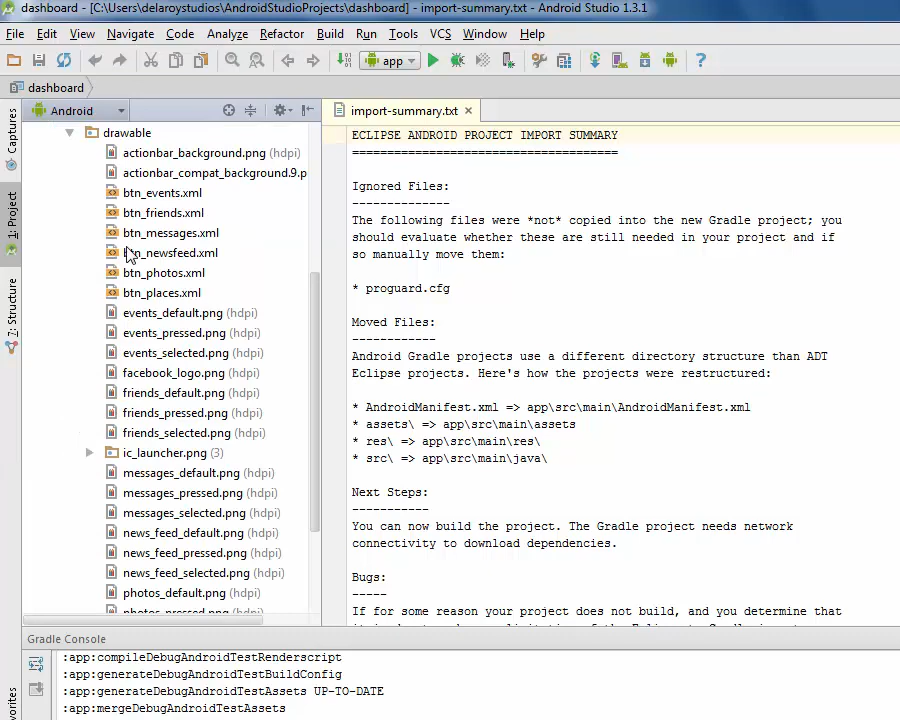 dashboard - [C:\Users\delaroystudios\AndroidStudioProjects\dashboard] - import-summary.txt - Android Studio 1.3.1
File Edit View Navigate Code Analyze Refactor Build Run Tools VCS Window Help
app
dashboard
Captures
1: Project
7: Structure
Android
drawable
actionbar_background.png (hdpi)
actionbar_compat_background.9.p
btn_events.xml
btn_friends.xml
btn_messages.xml
btn_newsfeed.xml
btn_photos.xml
btn_places.xml
events_default.png (hdpi)
events_pressed.png (hdpi)
events_selected.png (hdpi)
facebook_logo.png (hdpi)
friends_default.png (hdpi)
friends_pressed.png (hdpi)
friends_selected.png (hdpi)
ic_launcher.png (3)
messages_default.png (hdpi)
messages_pressed.png (hdpi)
messages_selected.png (hdpi)
news_feed_default.png (hdpi)
news_feed_pressed.png (hdpi)
news_feed_selected.png (hdpi)
photos_default.png (hdpi)
photos_pressed.png (hdpi)
import-summary.txt
ECLIPSE ANDROID PROJECT IMPORT SUMMARY
======================================
Ignored Files:
--------------
The following files were *not* copied into the new Gradle project; you
should evaluate whether these are still needed in your project and if
so manually move them:
* proguard.cfg
Moved Files:
------------
Android Gradle projects use a different directory structure than ADT
Eclipse projects. Here's how the projects were restructured:
* AndroidManifest.xml => app\src\main\AndroidManifest.xml
* assets\ => app\src\main\assets
* res\ => app\src\main\res\
* src\ => app\src\main\java\
Next Steps:
-----------
You can now build the project. The Gradle project needs network
connectivity to download dependencies.
Bugs:
-----
If for some reason your project does not build, and you determine that
Gradle Console
:app:compileDebugAndroidTestRenderscript
:app:generateDebugAndroidTestBuildConfig
:app:generateDebugAndroidTestAssets UP-TO-DATE
:app:mergeDebugAndroidTestAssets